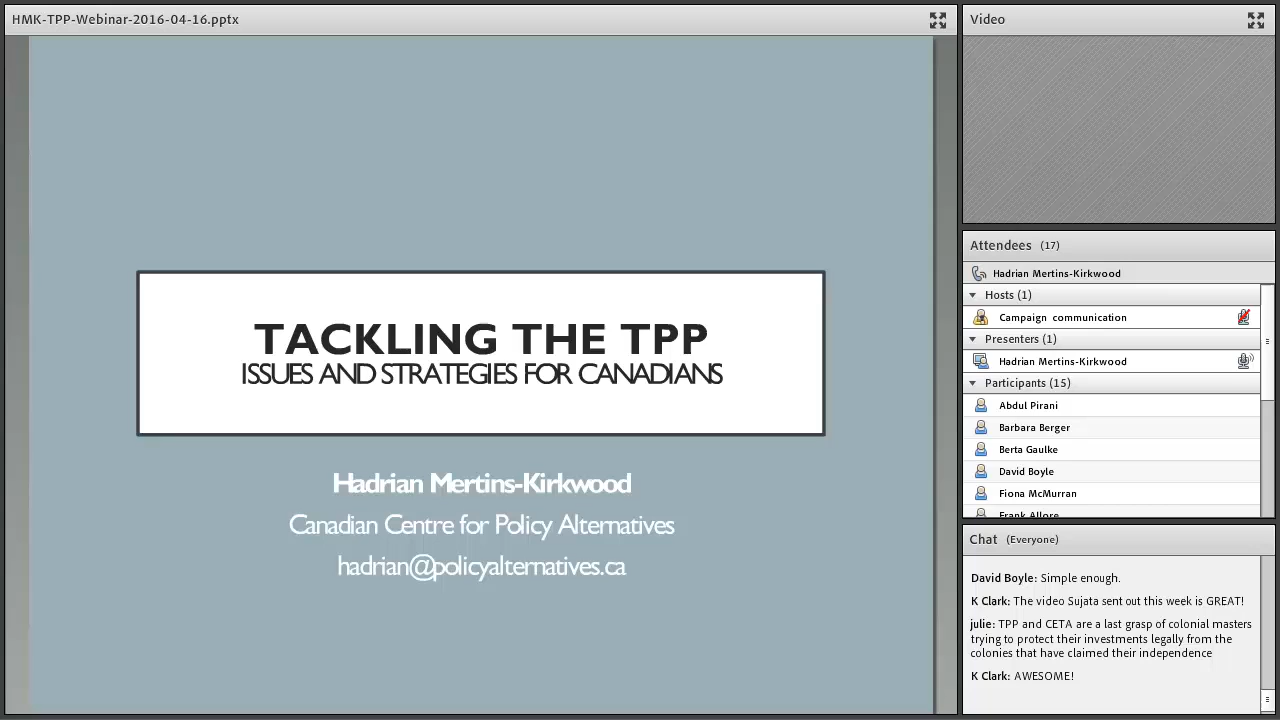 HMK-TPP-Webinar-2016-04-16.pptx
TACKLING THE TPP
ISSUES AND STRATEGIES FOR CANADIANS
Hadrian Mertins-Kirkwood
Canadian Centre for Policy Alternatives
hadrian@policyalternatives.ca
Video
Attendees (17)
Hadrian Mertins-Kirkwood
Hosts (1)
Campaign communication
Presenters (1)
Hadrian Mertins-Kirkwood
Participants (15)
Abdul Pirani
Barbara Berger
Berta Gaulke
David Boyle
Fiona McMurran
Frank Allore
Chat (Everyone)
David Boyle: Simple enough.
K Clark: The video Sujata sent out this week is GREAT!
julie: TPP and CETA are a last grasp of colonial masters
trying to protect their investments legally from the
colonies that have claimed their independence
K Clark: AWESOME!